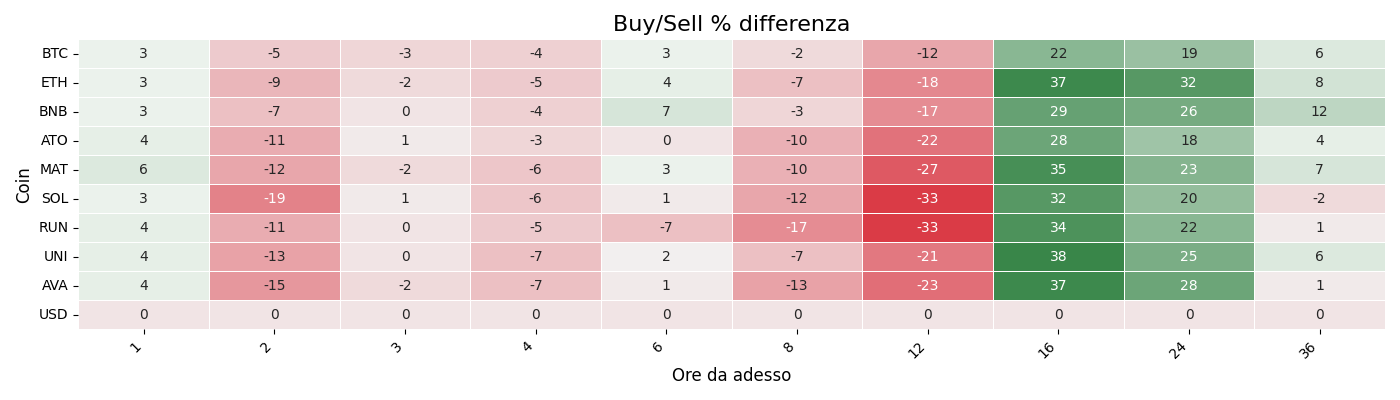 Buy/Sell % differenza
Coin
BTC 3 -5 -3 -4 3 -2 -12 22 19 6
ETH 3 -9 -2 -5 4 -7 -18 37 32 8
BNB 3 -7 0 -4 7 -3 -17 29 26 12
ATO 4 -11 1 -3 0 -10 -22 28 18 4
MAT 6 -12 -2 -6 3 -10 -27 35 23 7
SOL 3 -19 1 -6 1 -12 -33 32 20 -2
RUN 4 -11 0 -5 -7 -17 -33 34 22 1
UNI 4 -13 0 -7 2 -7 -21 38 25 6
AVA 4 -15 -2 -7 1 -13 -23 37 28 1
USD 0 0 0 0 0 0 0 0 0 0
1 2 3 4 6 8 12 16 24 36
Ore da adesso